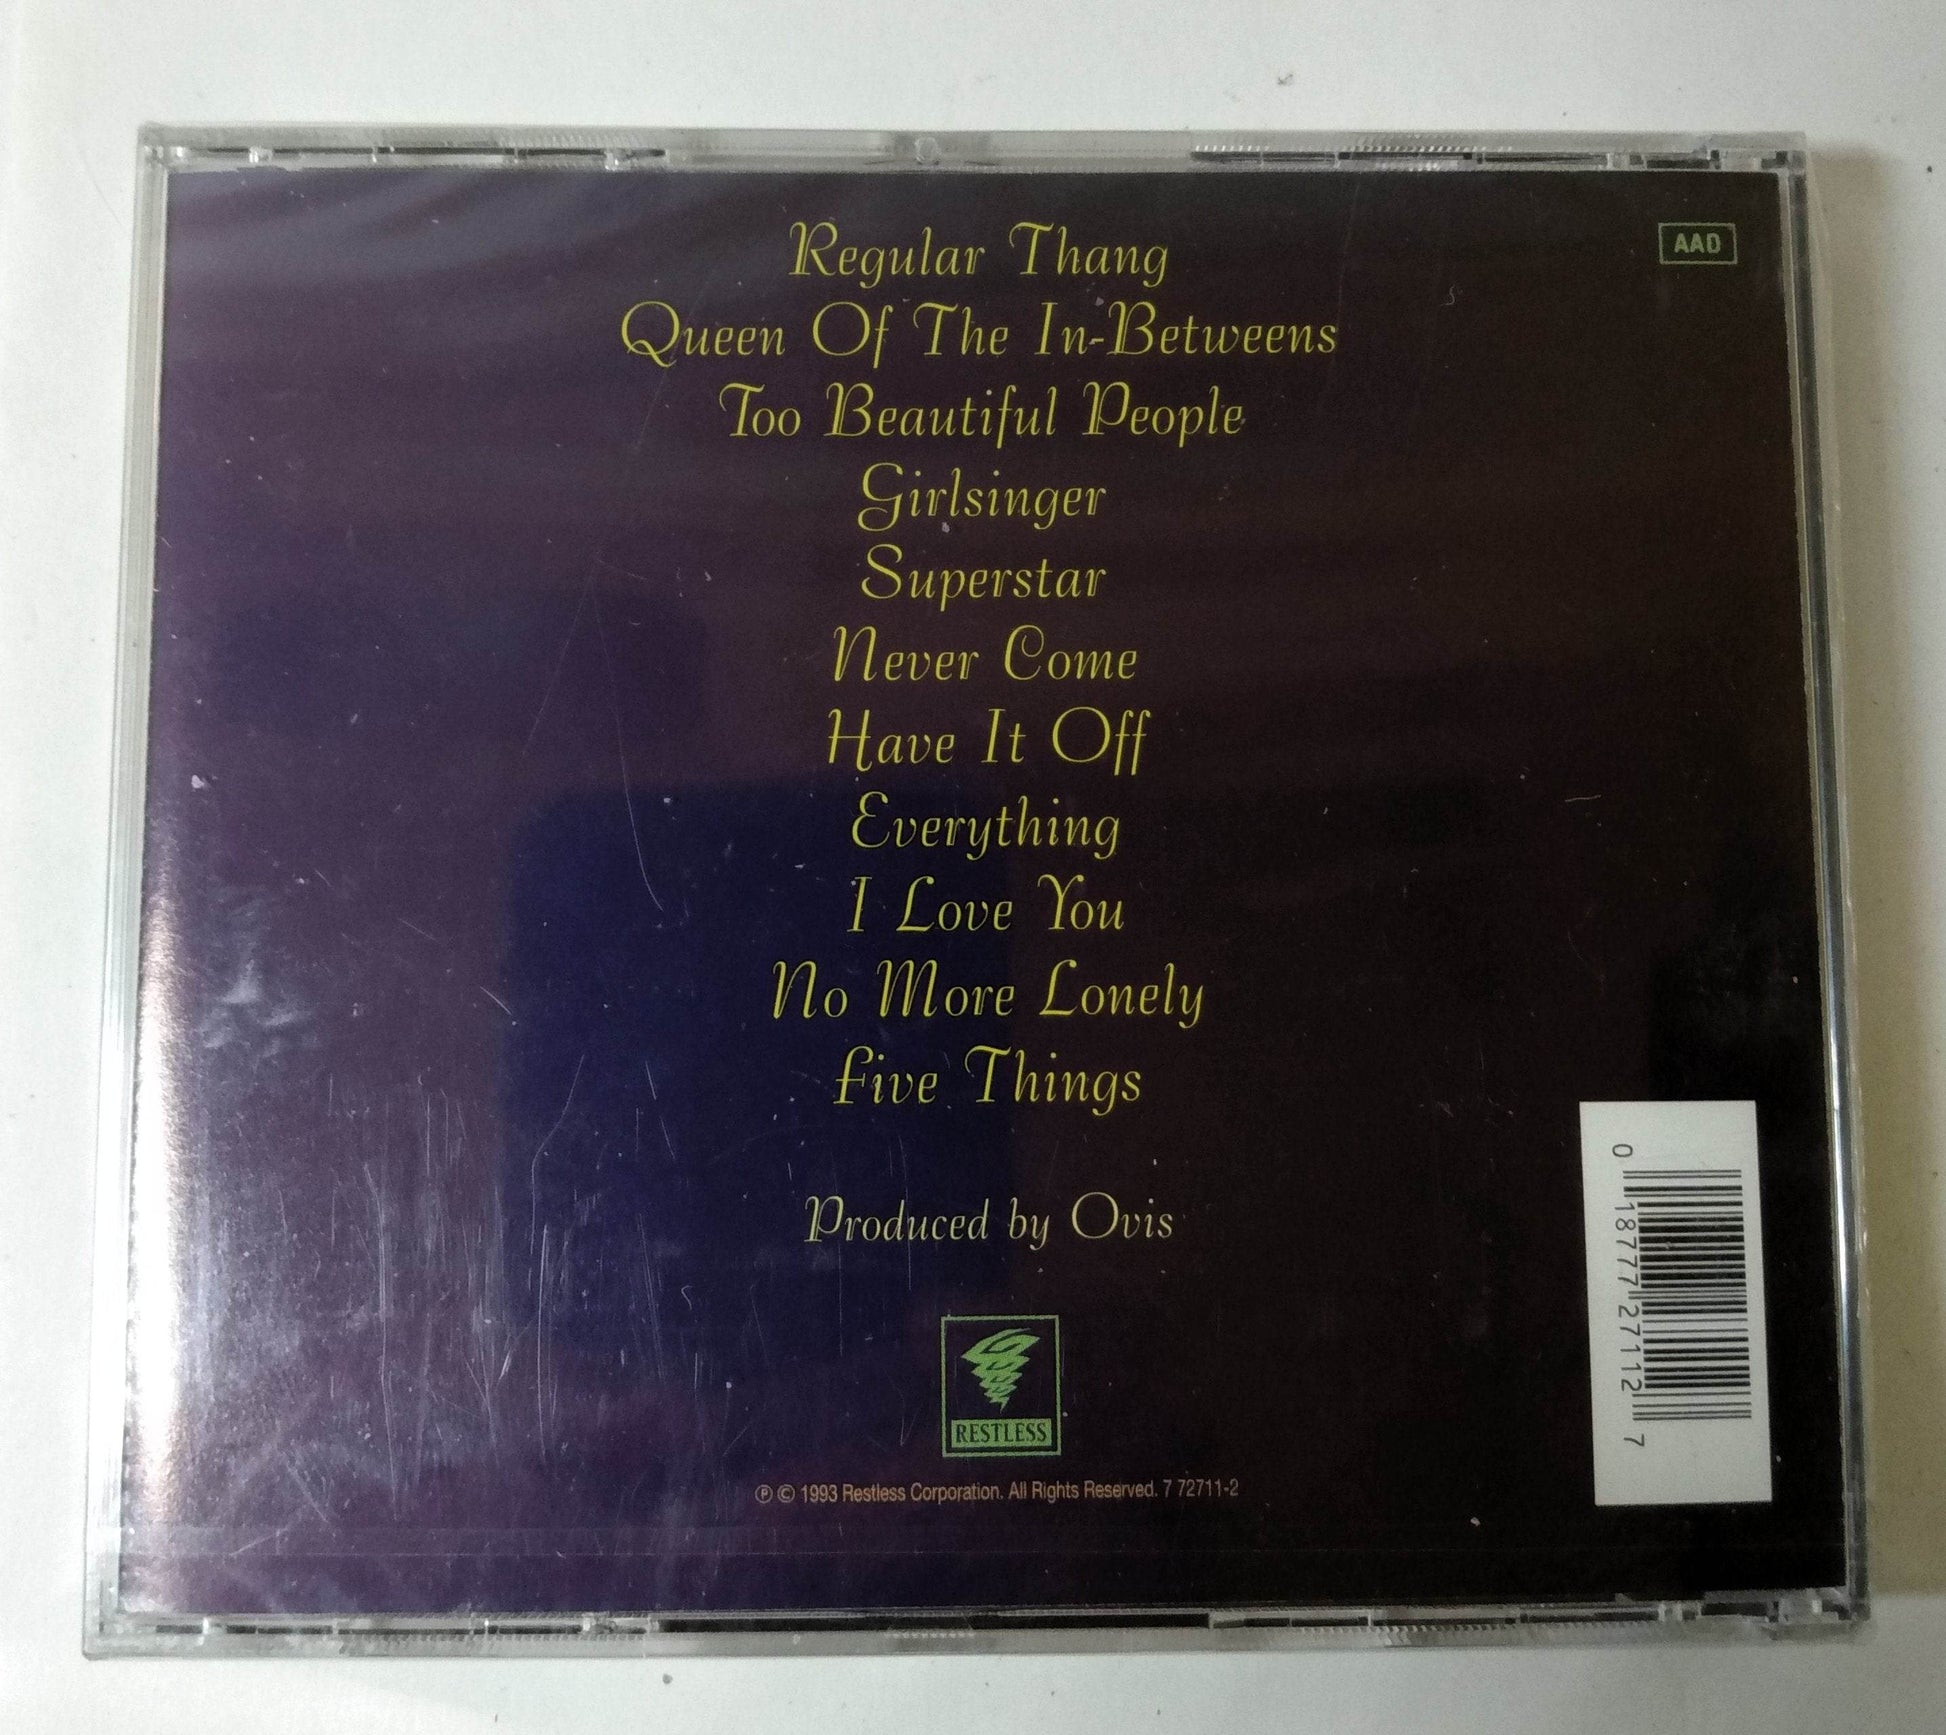 AAD
Regular Thang
Queen Of The In-Betweens
Too Beautiful People
Girlsinger
Superstar
Never Come
Have It Off
Everything
I Love You
No More Lonely
Five Things
Produced by Ovis
RESTLESS
℗ © 1993 Restless Corporation. All Rights Reserved. 7 72711-2
0 18777 27112 7